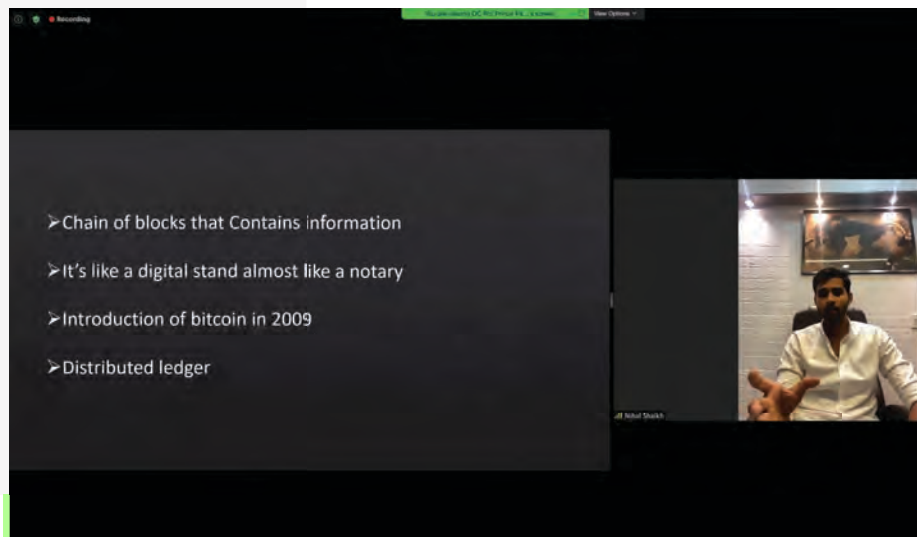 Recording
View Options
➤Chain of blocks that Contains information
➤It's like a digital stand almost like a notary
➤Introduction of bitcoin in 2009
➤Distributed ledger
Nihal Shaikh